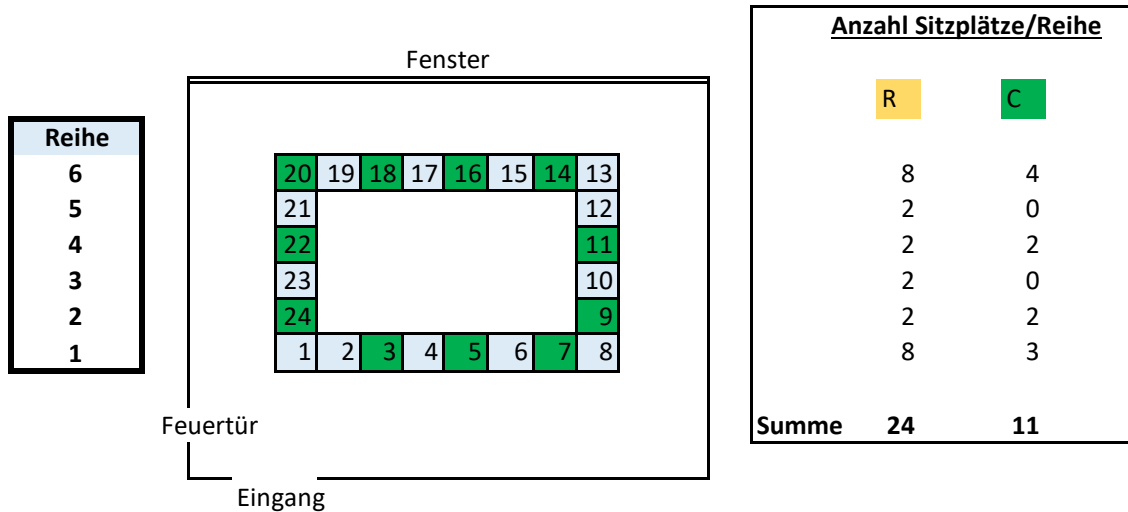 Anzahl Sitzplätze/Reihe
Fenster
R C
Reihe
6 20 19 18 17 16 15 14 13 8 4
5 21 12 2 0
4 22 11 2 2
3 23 10 2 0
2 24 9 2 2
1 1 2 3 4 5 6 7 8 8 3
Feuertür Summe 24 11
Eingang